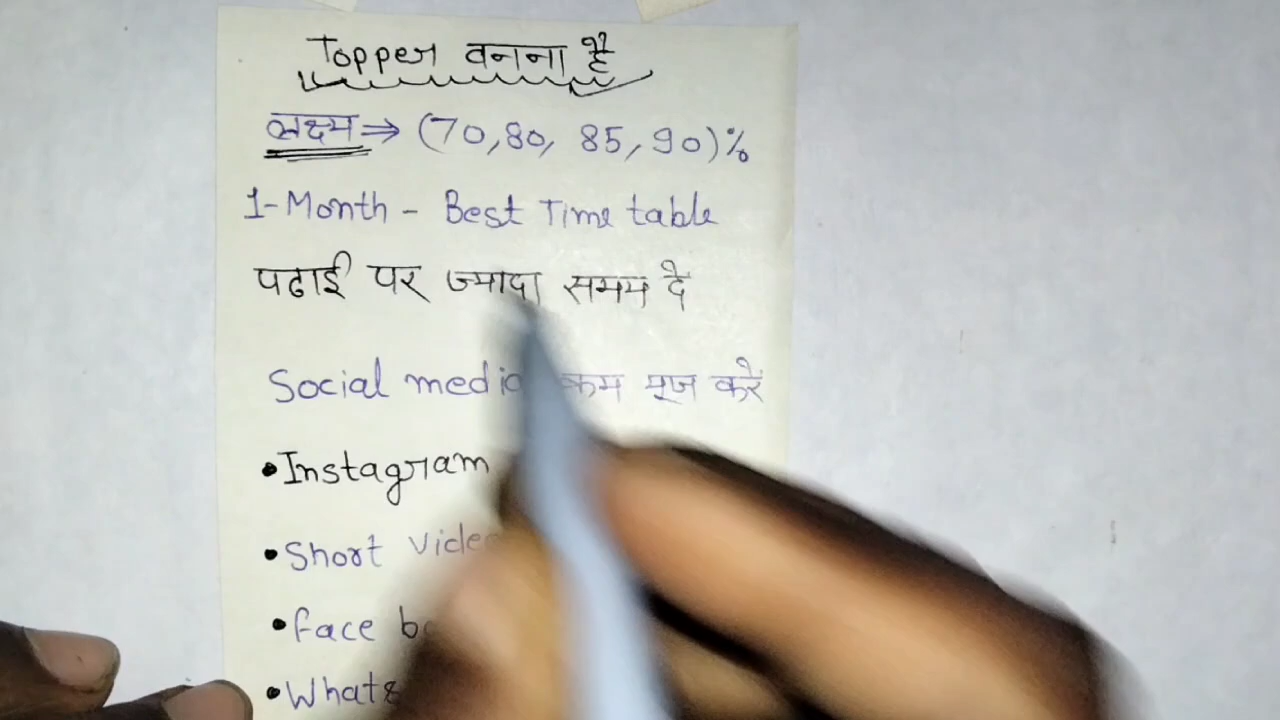 Topper बनना है
लक्ष्य ⇒ (70,80, 85, 90)%
1-Month - Best Time table
पढाई पर ज्यादा समय दे
Social media कम यूज करें
• Instagram
• Short
• face
•